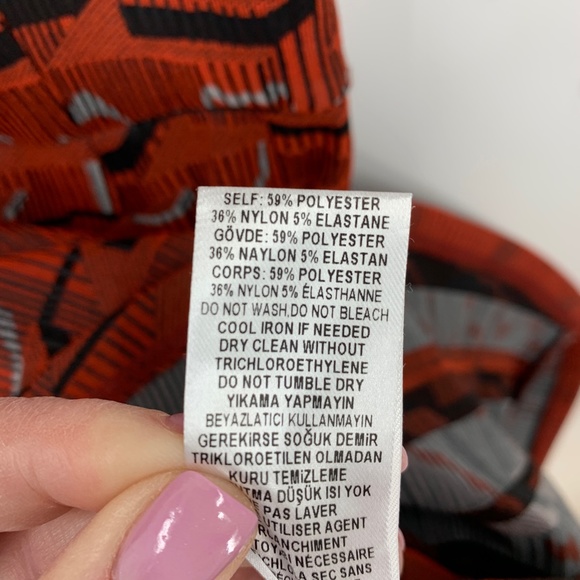 SELF: 59% POLYESTER
36% NYLON 5% ELASTANE
GÖVDE: 59% POLYESTER
36% NAYLON 5% ELASTAN
CORPS: 59% POLYESTER
36% NYLON 5% ÉLASTHANNE
DO NOT WASH,DO NOT BLEACH
COOL IRON IF NEEDED
DRY CLEAN WITHOUT
TRICHLOROETHYLENE
DO NOT TUMBLE DRY
YIKAMA YAPMAYIN
BEYAZLATICI KULLANMAYIN
GEREKIRSE SOĞUK DEMIR
TRIKLOROETILEN OLMADAN
KURU TEMIZLEME
DÜŞÜK ISI YOK
PAS LAVER
UTILISER AGENT
NÉCESSAIRE
A SEC SANS